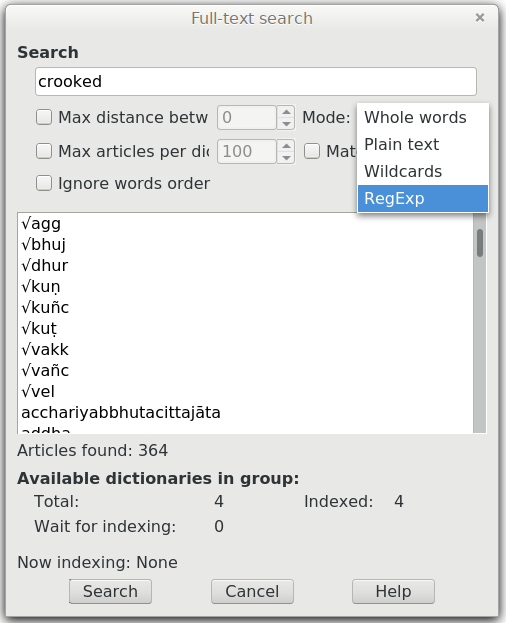 Full-text search
Search
crooked
Max distance betw 0 Mode:
Whole words
Plain text
Wildcards
RegExp
Max articles per dic 100 Mat
Ignore words order
√agg
√bhuj
√dhur
√kuṇ
√kuñc
√kuṭ
√vakk
√vañc
√vel
acchariyabbhutacittajāta
addha
Articles found: 364
Available dictionaries in group:
Total: 4 Indexed: 4
Wait for indexing: 0
Now indexing: None
Search Cancel Help